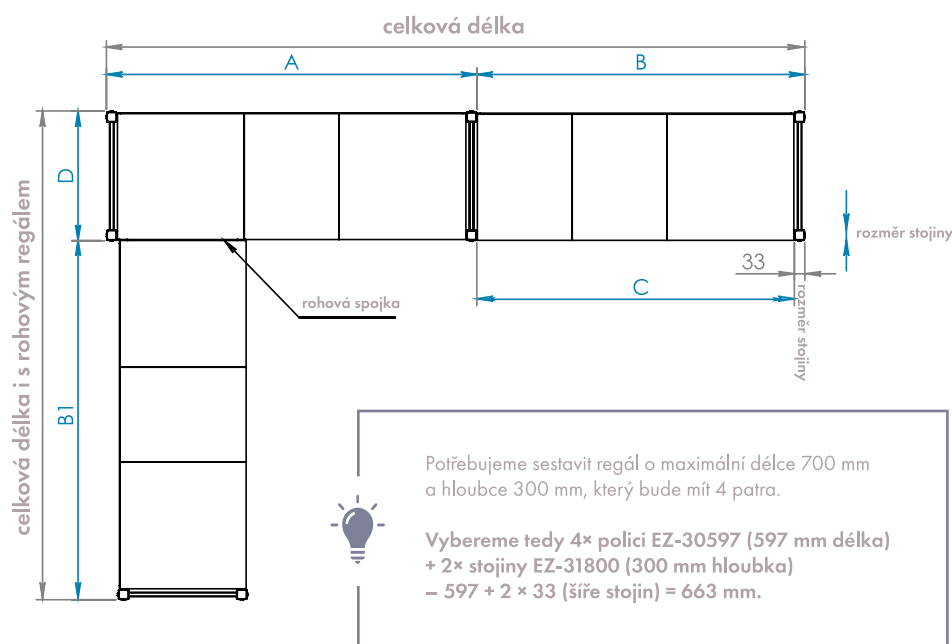 celková délka
A
B
D
celková délka i s rohovým regálem
rozměr stojiny
33
C
rozměr stojiny
rohová spojka
B1
Potřebujeme sestavit regál o maximální délce 700 mm
a hloubce 300 mm, který bude mít 4 patra.
Vybereme tedy 4× polici EZ-30597 (597 mm délka)
+ 2× stojiny EZ-31800 (300 mm hloubka)
– 597 + 2 × 33 (šíře stojin) = 663 mm.